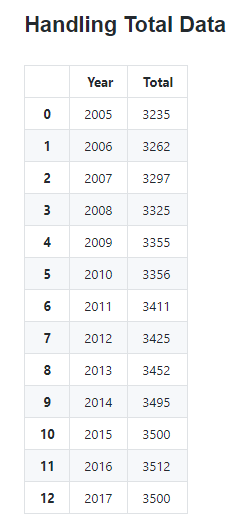 Handling Total Data
Year Total
0 2005 3235
1 2006 3262
2 2007 3297
3 2008 3325
4 2009 3355
5 2010 3356
6 2011 3411
7 2012 3425
8 2013 3452
9 2014 3495
10 2015 3500
11 2016 3512
12 2017 3500